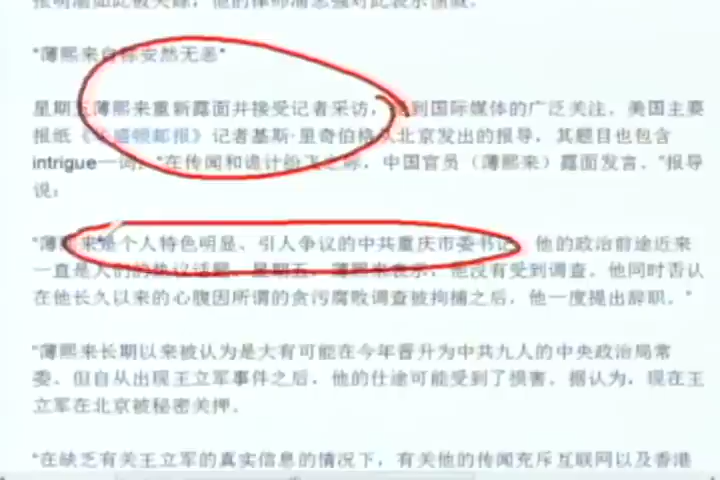 "薄熙来自称安然无恙"
星期五薄熙来重新露面并接受记者采访，受到国际媒体的广泛关注。美国主要
报纸《华盛顿邮报》记者基斯·里奇伯格从北京发出的报导，其题目也包含
intrigue一词："在传闻和诡计纷飞之际，中国官员（薄熙来）露面发言。"报导
说：
"薄熙来是个人特色明显、引人争议的中共重庆市委书记，他的政治前途近来
一直是人们的热议话题。星期五，薄熙来表示，他没有受到调查。他同时否认
在他长久以来的心腹因所谓的贪污腐败调查被拘捕之后，他一度提出辞职。"
"薄熙来长期以来被认为是大有可能在今年晋升为中共九人的中央政治局常
委。但自从出现王立军事件之后，他的仕途可能受到了损害。据认为，现在王
立军在北京被秘密关押。
"在缺乏有关王立军的真实信息的情况下，有关他的传闻充斥互联网以及香港